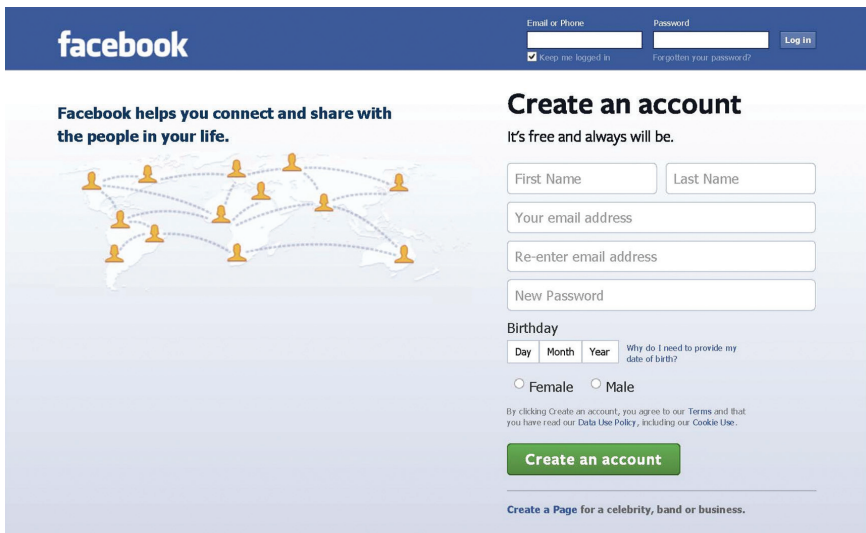 facebook
Email or Phone
Password
Log in
Keep me logged in
Forgotten your password?
Facebook helps you connect and share with
the people in your life.
Create an account
It's free and always will be.
First Name
Last Name
Your email address
Re-enter email address
New Password
Birthday
Day
Month
Year
Why do I need to provide my
date of birth?
Female
Male
By clicking Create an account, you agree to our Terms and that
you have read our Data Use Policy, including our Cookie Use.
Create an account
Create a Page for a celebrity, band or business.